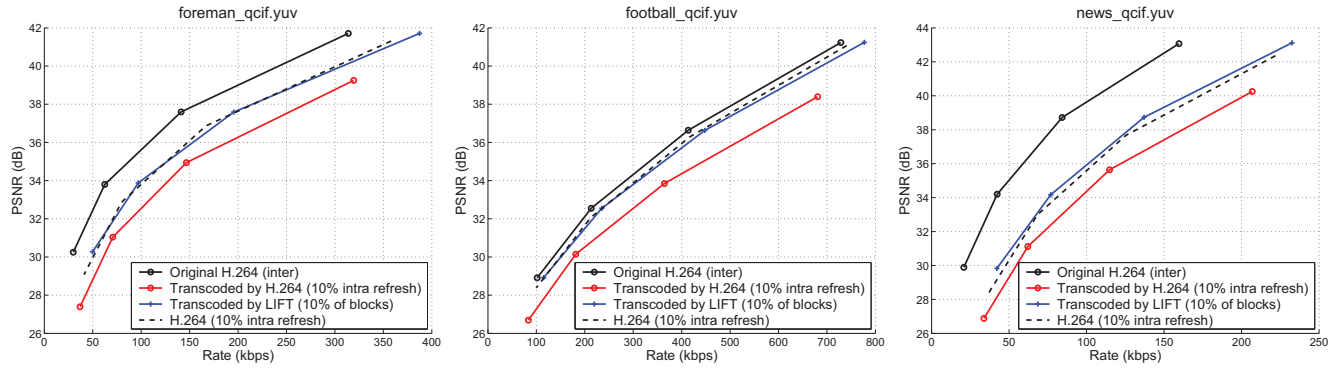 foreman_qcif.yuv
PSNR (dB)
42
40
38
36
34
32
30
28
26
0 50 100 150 200 250 300 350 400
Rate (kbps)
Original H.264 (inter)
Transcoded by H.264 (10% intra refresh)
Transcoded by LIFT (10% of blocks)
H.264 (10% intra refresh)
football_qcif.yuv
PSNR (dB)
42
40
38
36
34
32
30
28
26
0 100 200 300 400 500 600 700 800
Rate (kbps)
Original H.264 (inter)
Transcoded by H.264 (10% intra refresh)
Transcoded by LIFT (10% of blocks)
H.264 (10% intra refresh)
news_qcif.yuv
PSNR (dB)
44
42
40
38
36
34
32
30
28
26
0 50 100 150 200 250
Rate (kbps)
Original H.264 (inter)
Transcoded by H.264 (10% intra refresh)
Transcoded by LIFT (10% of blocks)
H.264 (10% intra refresh)